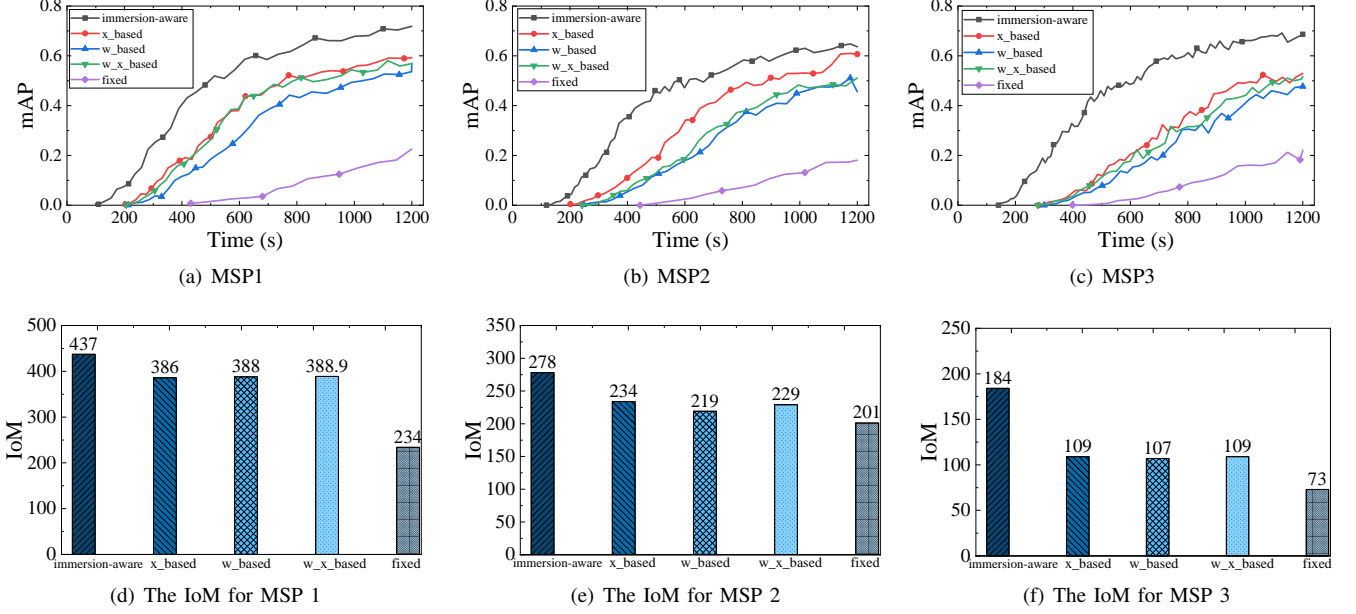 immersion-aware
x_based
w_based
w_x_based
fixed
mAP
0.8
0.6
0.4
0.2
0.0
0 200 400 600 800 1000 1200
Time (s)
(a) MSP1
immersion-aware
x_based
w_based
w_x_based
fixed
mAP
0.8
0.6
0.4
0.2
0.0
0 200 400 600 800 1000 1200
Time (s)
(b) MSP2
immersion-aware
x_based
w_based
w_x_based
fixed
mAP
0.8
0.6
0.4
0.2
0.0
0 200 400 600 800 1000 1200
Time (s)
(c) MSP3
IoM
500
400
300
200
100
0
437
386
388
388.9
234
immersion-aware x_based w_based w_x_based fixed
(d) The IoM for MSP 1
IoM
350
300
250
200
150
100
50
0
278
234
219
229
201
immersion-aware x_based w_based w_x_based fixed
(e) The IoM for MSP 2
IoM
250
200
150
100
50
0
184
109
107
109
73
immersion-aware x_based w_based w_x_based fixed
(f) The IoM for MSP 3